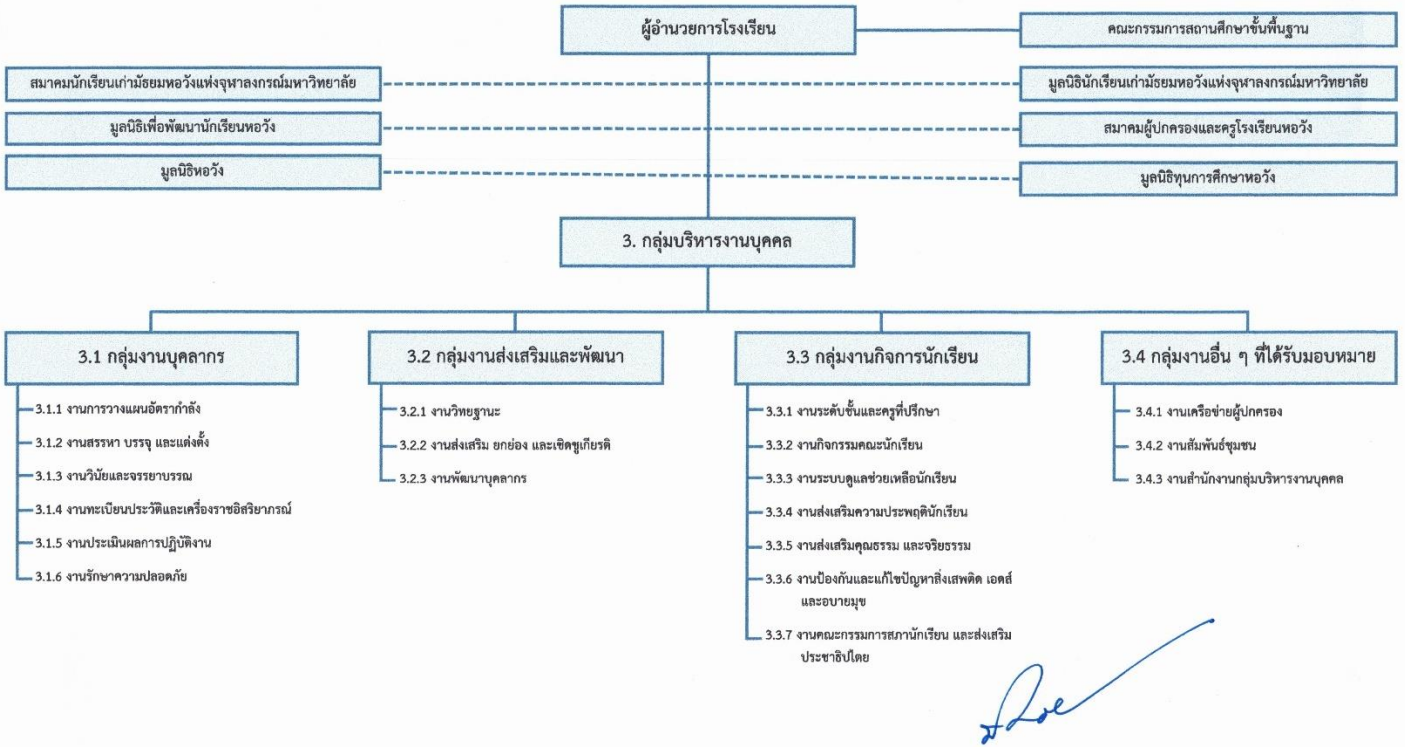 ผู้อำนวยการโรงเรียน
คณะกรรมการสถานศึกษาขั้นพื้นฐาน
สมาคมนักเรียนเก่ามัธยมหอวังแห่งจุฬาลงกรณ์มหาวิทยาลัย
มูลนิธินักเรียนเก่ามัธยมหอวังแห่งจุฬาลงกรณ์มหาวิทยาลัย
มูลนิธิเพื่อพัฒนานักเรียนหอวัง
สมาคมผู้ปกครองและครูโรงเรียนหอวัง
มูลนิธิหอวัง
มูลนิธิทุนการศึกษาหอวัง
3. กลุ่มบริหารงานบุคคล
3.1 กลุ่มงานบุคลากร
3.1.1 งานการวางแผนอัตรากำลัง
3.1.2 งานสรรหา บรรจุ และแต่งตั้ง
3.1.3 งานวินัยและจรรยาบรรณ
3.1.4 งานทะเบียนประวัติและเครื่องราชอิสริยาภรณ์
3.1.5 งานประเมินผลการปฏิบัติงาน
3.1.6 งานรักษาความปลอดภัย
3.2 กลุ่มงานส่งเสริมและพัฒนา
3.2.1 งานวิทยฐานะ
3.2.2 งานส่งเสริม ยกย่อง และเชิดชูเกียรติ
3.2.3 งานพัฒนาบุคลากร
3.3 กลุ่มงานกิจการนักเรียน
3.3.1 งานระดับชั้นและครูที่ปรึกษา
3.3.2 งานกิจกรรมคณะนักเรียน
3.3.3 งานระบบดูแลช่วยเหลือนักเรียน
3.3.4 งานส่งเสริมความประพฤตินักเรียน
3.3.5 งานส่งเสริมคุณธรรม และจริยธรรม
3.3.6 งานป้องกันและแก้ไขปัญหาสิ่งเสพติด เอดส์
และอบายมุข
3.3.7 งานคณะกรรมการสภานักเรียน และส่งเสริม
ประชาธิปไตย
3.4 กลุ่มงานอื่น ๆ ที่ได้รับมอบหมาย
3.4.1 งานเครือข่ายผู้ปกครอง
3.4.2 งานสัมพันธ์ชุมชน
3.4.3 งานสำนักงานกลุ่มบริหารงานบุคคล